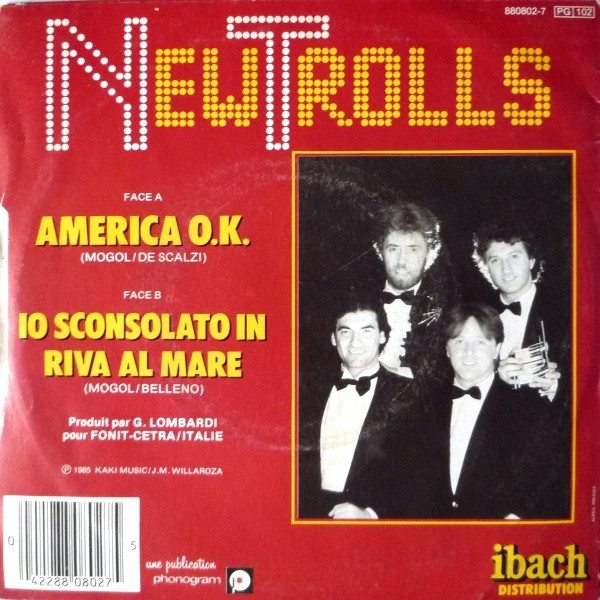 880802-7 PG 102
NEWTROLLS
FACE A
AMERICA O.K.
(MOGOL/DE SCALZI)
FACE B
IO SCONSOLATO IN
RIVA AL MARE
(MOGOL/BELLENO)
Produit par G. LOMBARDI
pour FONIT-CETRA/ITALIE
Ⓟ 1985 KAKI MUSIC/J.M. WILLAROZA
0 42288 08027 5
une publication
phonogram
ibach
DISTRIBUTION